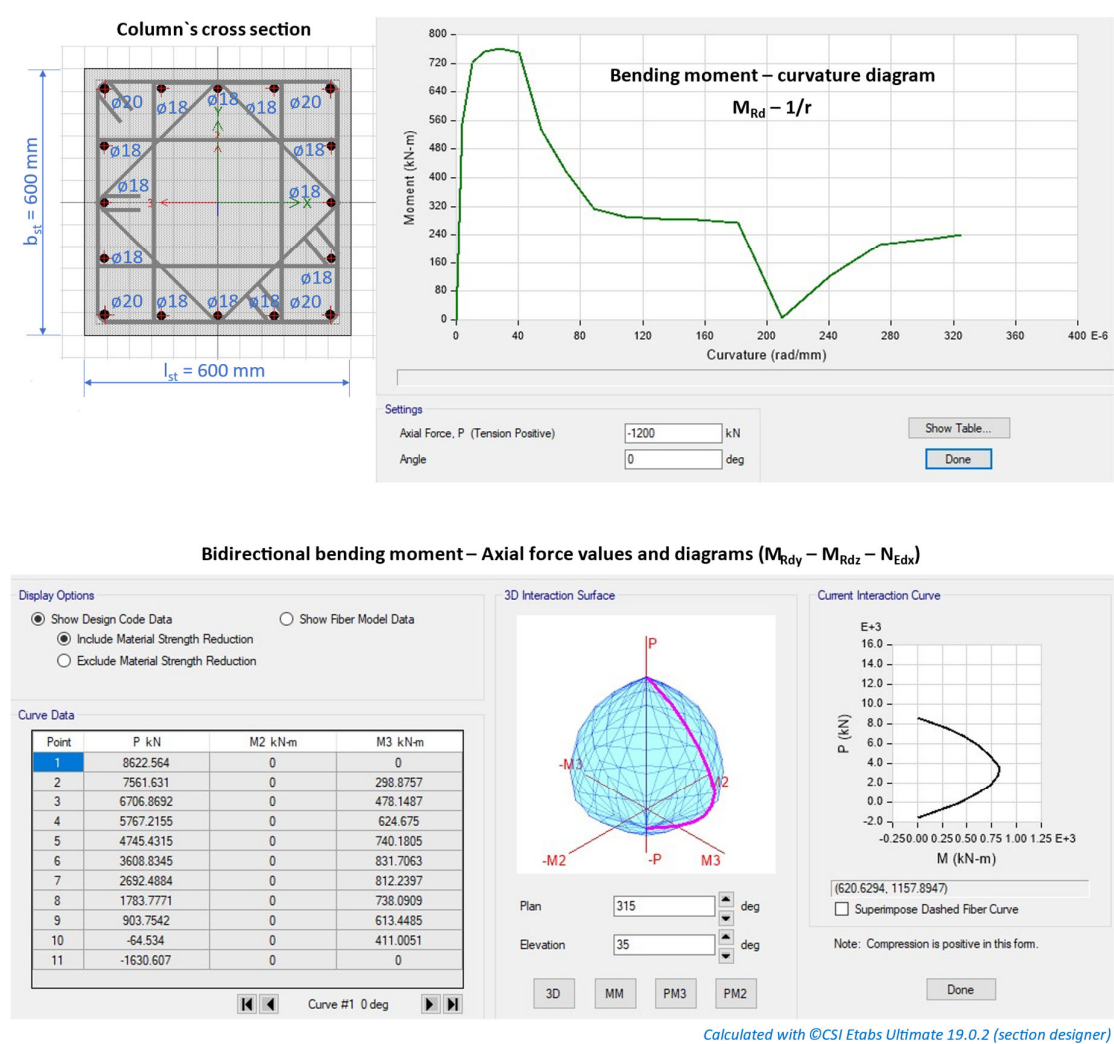 Column`s cross section
ø20 ø18 ø18 ø18 ø20
Y
2
ø18 ø18
ø18 ø18
3 X
ø18 ø18
ø20 ø18 ø18 ø18 ø20
bst = 600 mm
lst = 600 mm
Bending moment – curvature diagram
MRd – 1/r
Moment (kN-m)
800
720
640
560
480
400
320
240
160
80
0
0 40 80 120 160 200 240 280 320 360 400 E-6
Curvature (rad/mm)
Settings
Axial Force, P (Tension Positive) -1200 kN
Angle 0 deg
Show Table...
Done
Bidirectional bending moment – Axial force values and diagrams (MRdy – MRdz – NEdx)
Display Options
Show Design Code Data Show Fiber Model Data
Include Material Strength Reduction
Exclude Material Strength Reduction
Curve Data
Point P kN M2 kN-m M3 kN-m
1 8622.564 0 0
2 7561.631 0 298.8757
3 6706.8692 0 478.1487
4 5767.2155 0 624.675
5 4745.4315 0 740.1805
6 3608.8345 0 831.7063
7 2692.4884 0 812.2397
8 1783.7771 0 738.0909
9 903.7542 0 613.4485
10 -64.534 0 411.0051
11 -1630.607 0 0
Curve #1 0 deg
3D Interaction Surface
P
-M3 M2
-M2 -P M3
Plan 315 deg
Elevation 35 deg
3D MM PM3 PM2
Current Interaction Curve
E+3
16.0
14.0
12.0
10.0
8.0
6.0
4.0
2.0
0.0
-2.0
P (kN)
-0.250.00 0.25 0.50 0.75 1.00 1.25 E+3
M (kN-m)
(620.6294, 1157.8947)
Superimpose Dashed Fiber Curve
Note: Compression is positive in this form.
Done
Calculated with ©CSI Etabs Ultimate 19.0.2 (section designer)